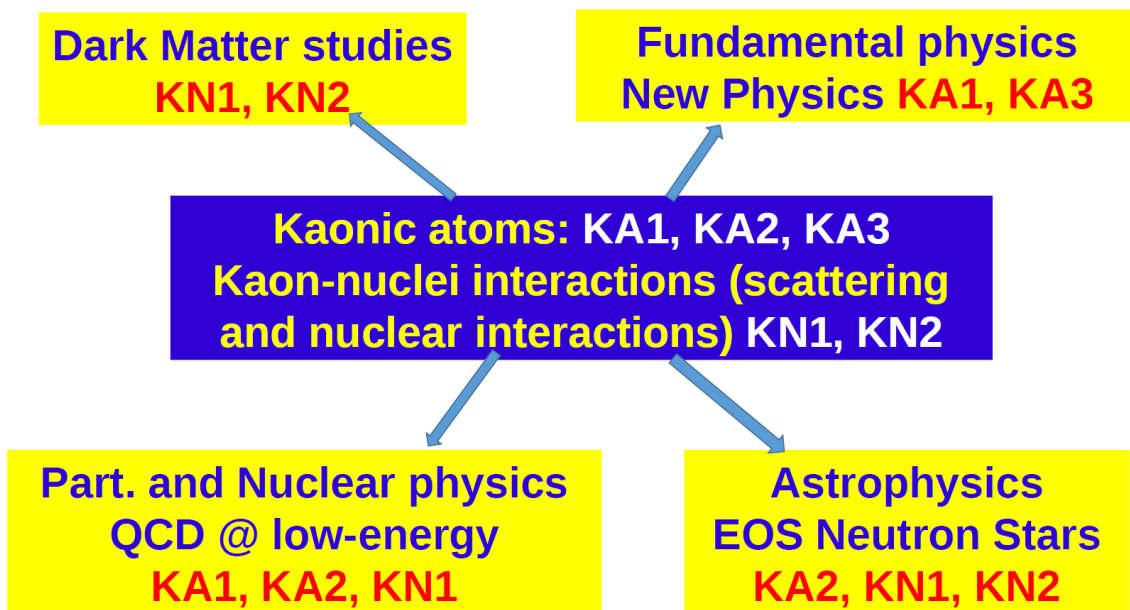 Dark Matter studies
KN1, KN2
Fundamental physics
New Physics KA1, KA3
Kaonic atoms: KA1, KA2, KA3
Kaon-nuclei interactions (scattering
and nuclear interactions) KN1, KN2
Part. and Nuclear physics
QCD @ low-energy
KA1, KA2, KN1
Astrophysics
EOS Neutron Stars
KA2, KN1, KN2